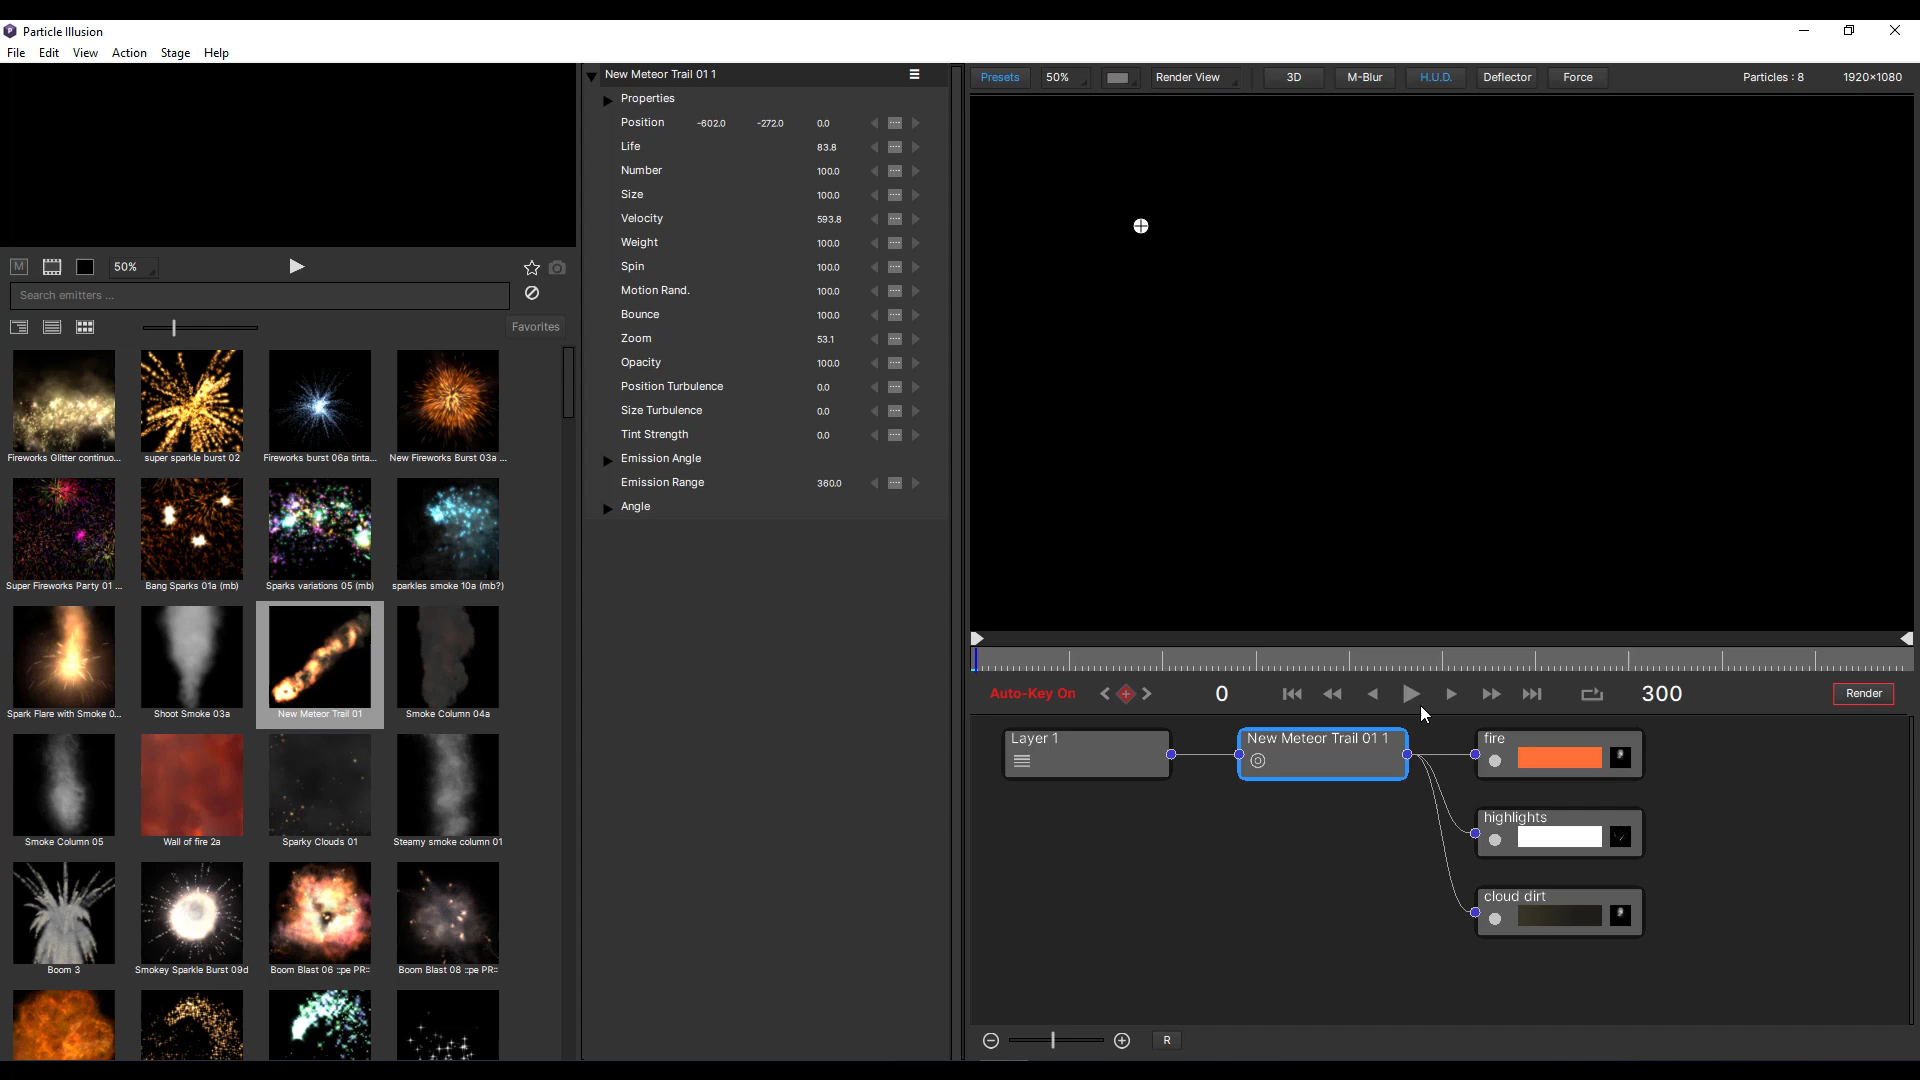 Particle Illusion
File Edit View Action Stage Help
New Meteor Trail 01 1
Presets 50% Render View 3D M-Blur H.U.D. Deflector Force Particles : 8 1920×1080
Properties
Position -602.0 -272.0 0.0
Life 83.8
Number 100.0
Size 100.0
Velocity 593.8
Weight 100.0
Spin 100.0
Motion Rand. 100.0
Bounce 100.0
Zoom 53.1
Opacity 100.0
Position Turbulence 0.0
Size Turbulence 0.0
Tint Strength 0.0
Emission Angle
Emission Range 360.0
Angle
M 50%
Search emitters ...
Favorites
Fireworks Glitter continuo... super sparkle burst 02 Fireworks burst 06a tinta... New Fireworks Burst 03a ...
Super Fireworks Party 01 ... Bang Sparks 01a (mb) Sparks variations 05 (mb) sparkles smoke 10a (mb?)
Spark Flare with Smoke 0... Shoot Smoke 03a New Meteor Trail 01 Smoke Column 04a
Smoke Column 05 Wall of fire 2a Sparky Clouds 01 Steamy smoke column 01
Boom 3 Smokey Sparkle Burst 09d Boom Blast 06 ::pe PR:: Boom Blast 08 ::pe PR::
Auto-Key On 0 300 Render
Layer 1 New Meteor Trail 01 1 fire
highlights
cloud dirt
R